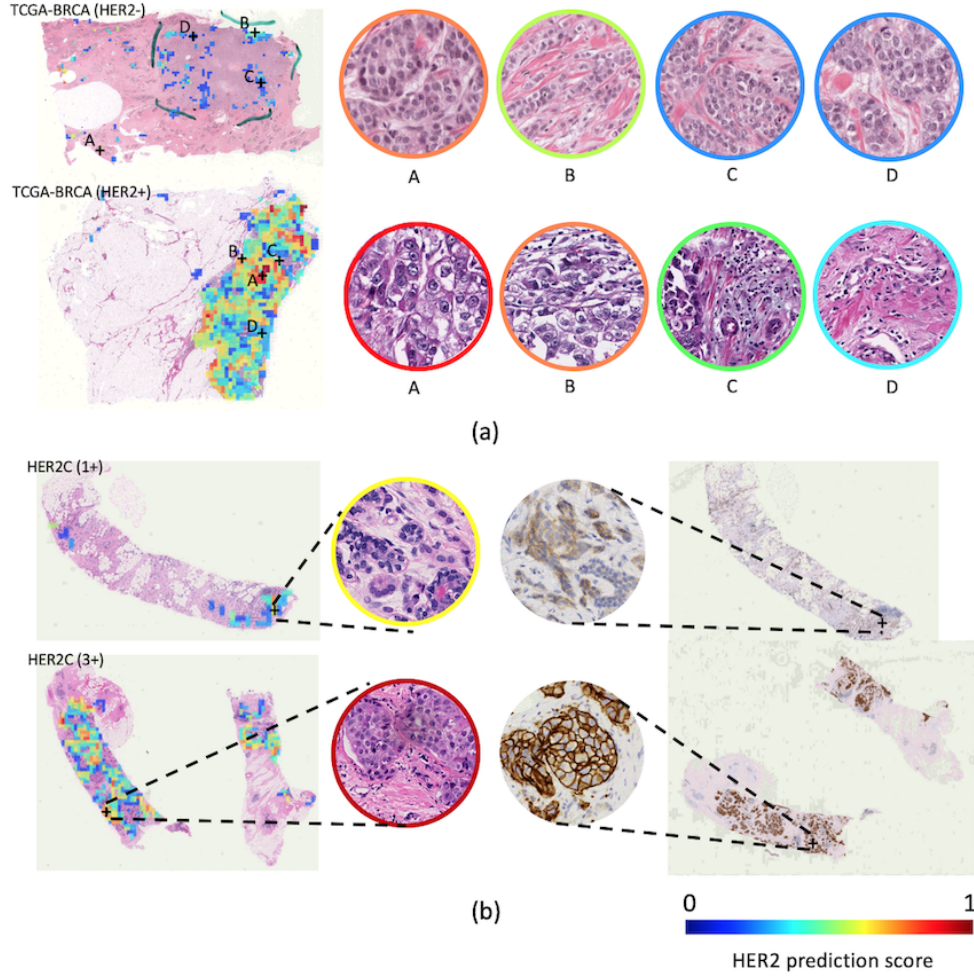 TCGA-BRCA (HER2-)
D
B
C
A
A
B
C
D
TCGA-BRCA (HER2+)
B
C
A
D
A
B
C
D
(a)
HER2C (1+)
HER2C (3+)
(b)
0
1
HER2 prediction score